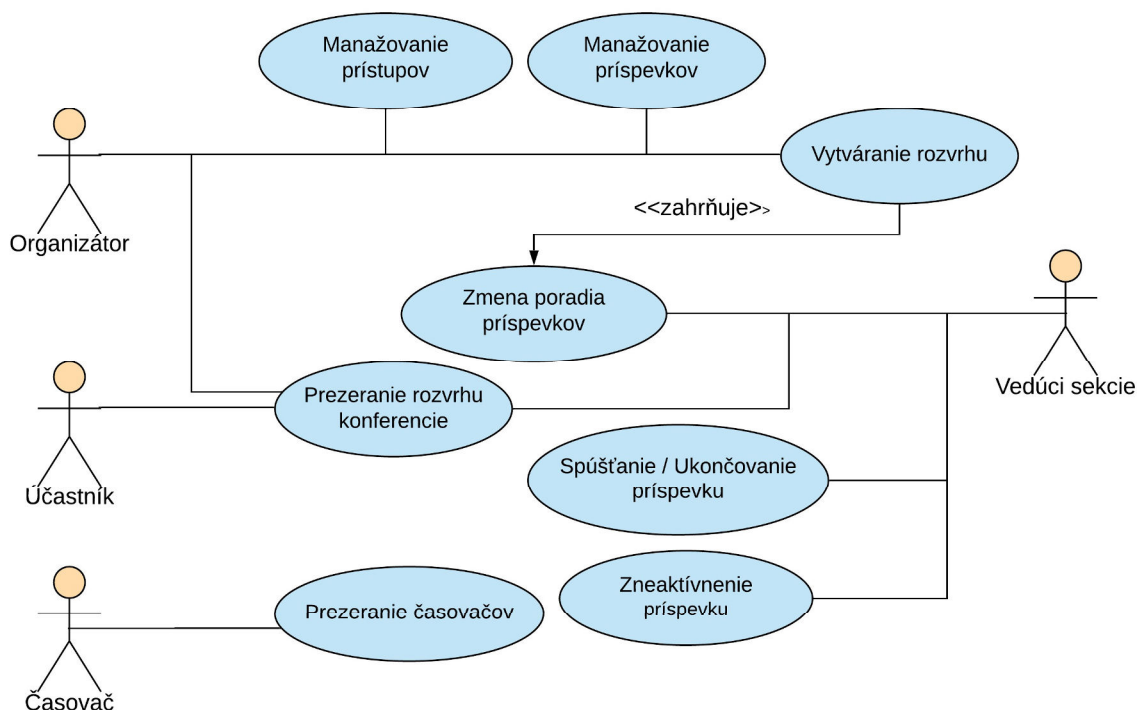 Manažovanie
prístupov
Manažovanie
príspevkov
Vytváranie rozvrhu
<<zahrňuje>>
Organizátor
Zmena poradia
príspevkov
Vedúci sekcie
Prezeranie rozvrhu
konferencie
Účastník
Spúšťanie / Ukončovanie
príspevku
Zneaktívnenie
príspevku
Prezeranie časovačov
Časovač